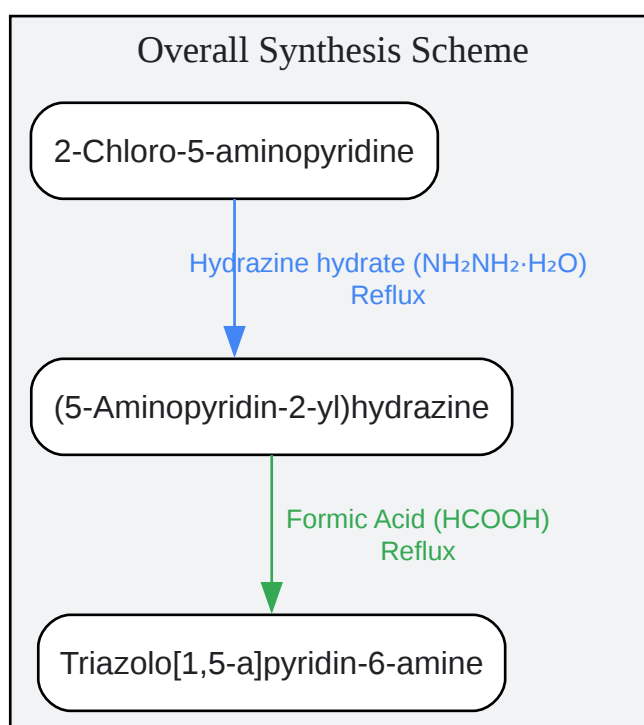 Overall Synthesis Scheme
2-Chloro-5-aminopyridine
Hydrazine hydrate (NH₂NH₂·H₂O)
Reflux
(5-Aminopyridin-2-yl)hydrazine
Formic Acid (HCOOH)
Reflux
Triazolo[1,5-a]pyridin-6-amine